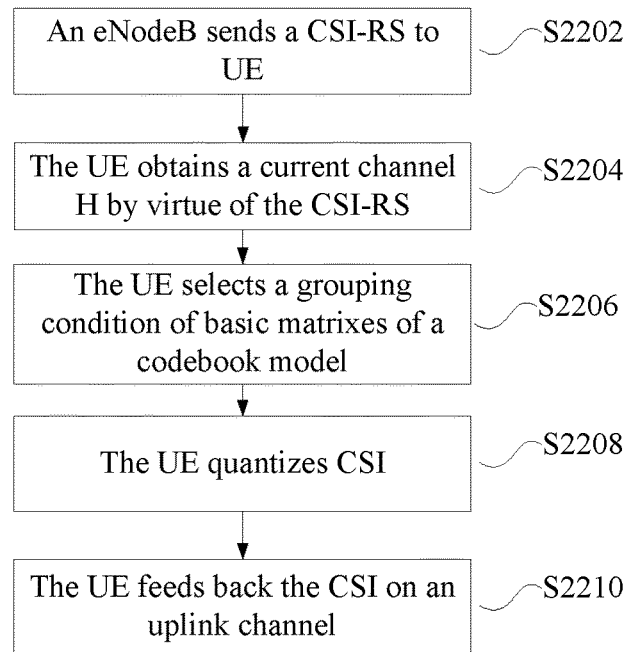 An eNodeB sends a CSI-RS to
UE
S2202
The UE obtains a current channel
H by virtue of the CSI-RS
S2204
The UE selects a grouping
condition of basic matrixes of a
codebook model
S2206
The UE quantizes CSI
S2208
The UE feeds back the CSI on an
uplink channel
S2210